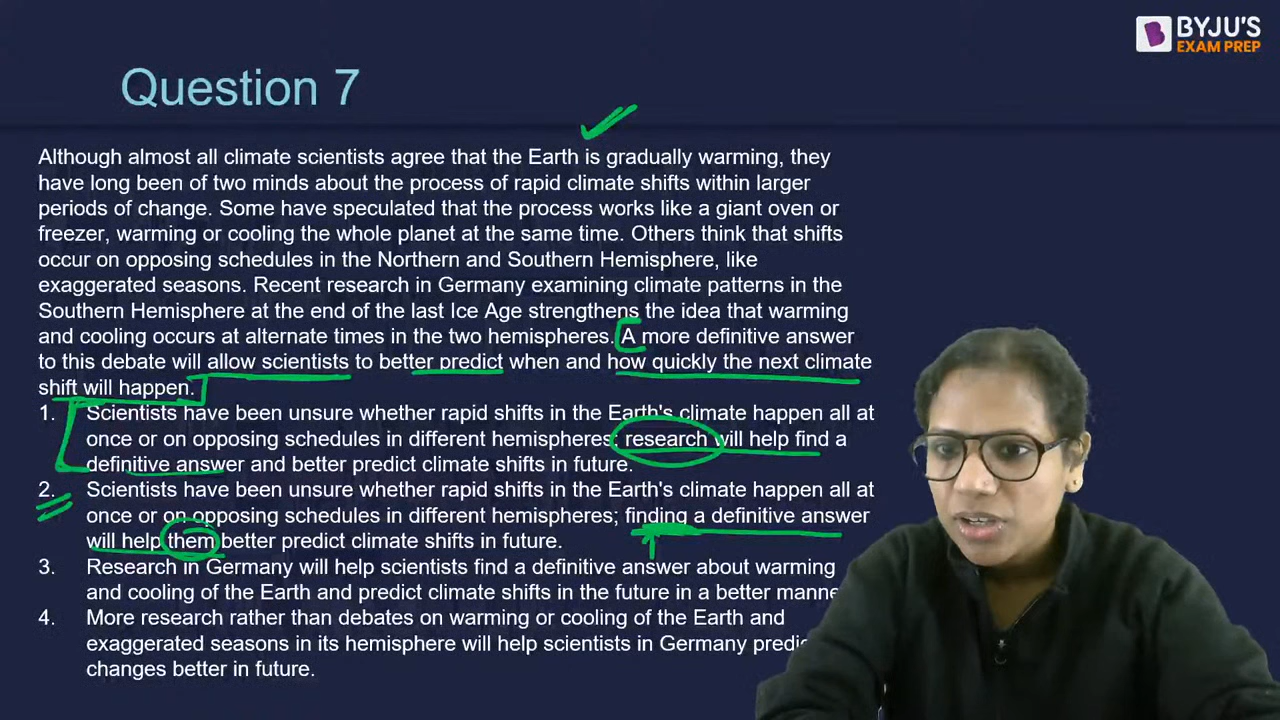 BYJU'S
EXAM PREP
Question 7
Although almost all climate scientists agree that the Earth is gradually warming, they
have long been of two minds about the process of rapid climate shifts within larger
periods of change. Some have speculated that the process works like a giant oven or
freezer, warming or cooling the whole planet at the same time. Others think that shifts
occur on opposing schedules in the Northern and Southern Hemisphere, like
exaggerated seasons. Recent research in Germany examining climate patterns in the
Southern Hemisphere at the end of the last Ice Age strengthens the idea that warming
and cooling occurs at alternate times in the two hemispheres. A more definitive answer
to this debate will allow scientists to better predict when and how quickly the next climate
shift will happen.
1. Scientists have been unsure whether rapid shifts in the Earth's climate happen all at
once or on opposing schedules in different hemispheres; research will help find a
definitive answer and better predict climate shifts in future.
2. Scientists have been unsure whether rapid shifts in the Earth's climate happen all at
once or on opposing schedules in different hemispheres; finding a definitive answer
will help them better predict climate shifts in future.
3. Research in Germany will help scientists find a definitive answer about warming
and cooling of the Earth and predict climate shifts in the future in a better manne
4. More research rather than debates on warming or cooling of the Earth and
exaggerated seasons in its hemisphere will help scientists in Germany predic
changes better in future.